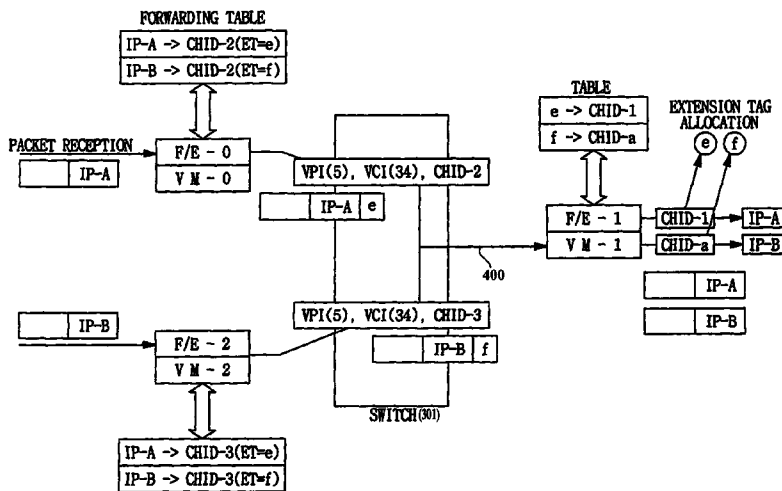 FORWARDING TABLE
IP-A -> CHID-2(ET=e)
IP-B -> CHID-2(ET=f)
TABLE
e -> CHID-1
f -> CHID-a
EXTENSION TAG
ALLOCATION
e
f
PACKET RECEPTION
IP-A
F/E - 0
V M - 0
VPI(5), VCI(34), CHID-2
IP-A e
F/E - 1
V M - 1
CHID-1
IP-A
CHID-a
IP-B
400
IP-A
IP-B
IP-B
F/E - 2
V M - 2
VPI(5), VCI(34), CHID-3
IP-B f
SWITCH(301)
IP-A -> CHID-3(ET=e)
IP-B -> CHID-3(ET=f)